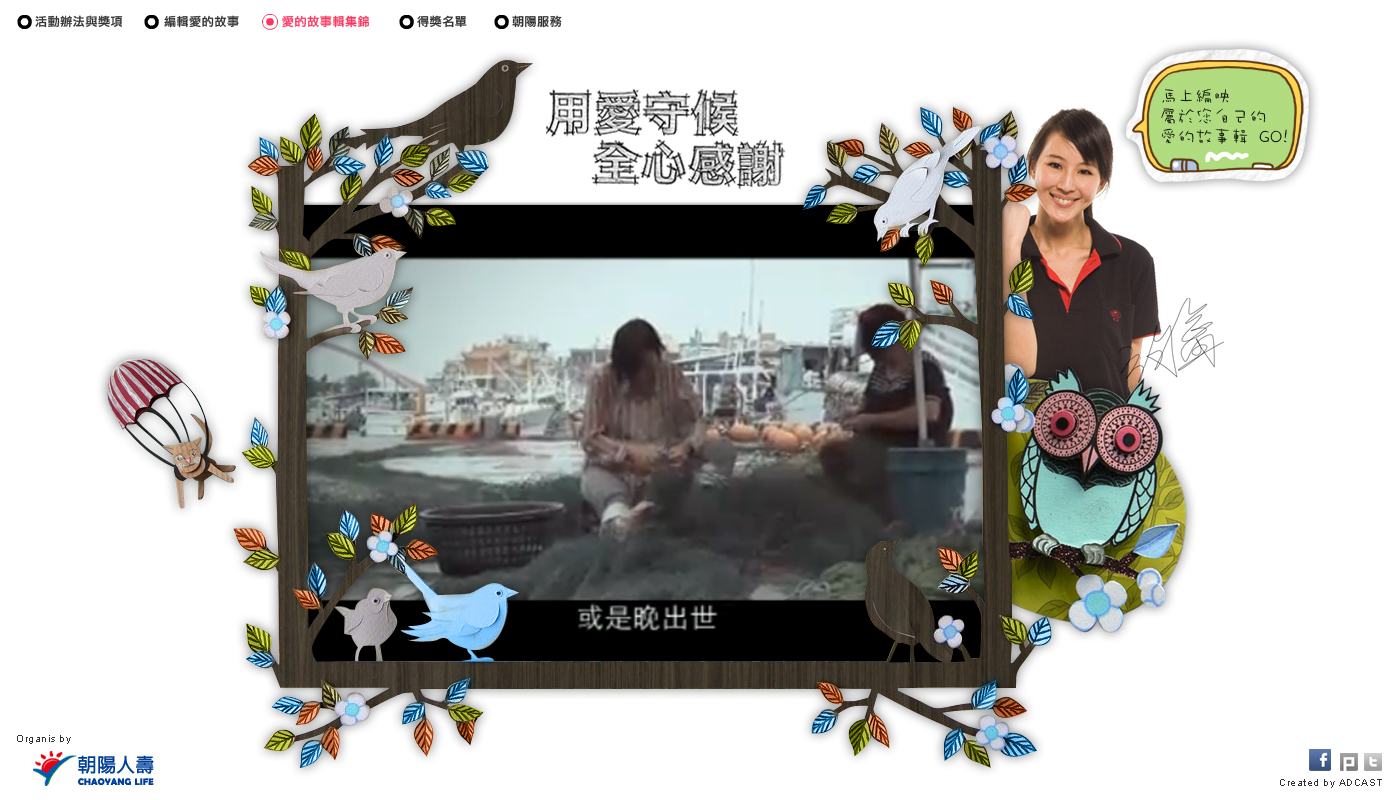 活動辦法與獎項
編輯愛的故事
愛的故事輯集錦
得獎名單
朝陽服務
用愛守候
全心感謝
馬上編映
屬於您自己的
愛的故事輯 GO!
或是晚出世
Organis by
朝陽人壽
CHAOYANG LIFE
Created by ADCAST